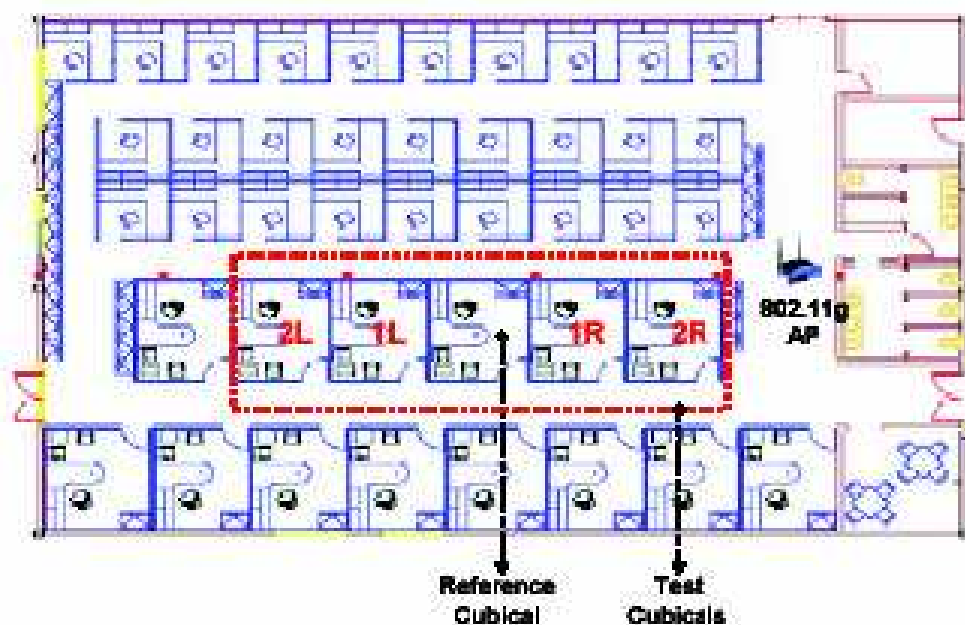 2L 1L 1R 2R
802.11g
AP
Reference
Cubical
Test
Cubicals